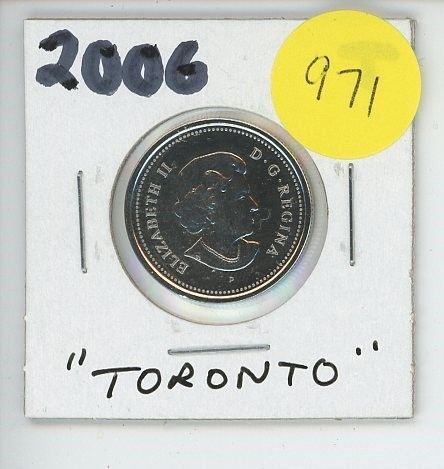 2006
971
ELIZABETH II
D·G·REGINA
P
"TORONTO"